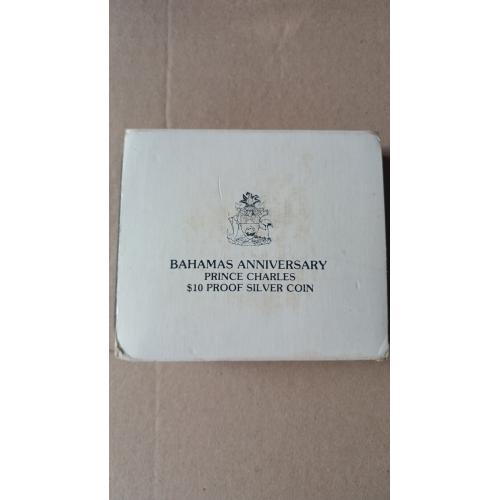 BAHAMAS ANNIVERSARY
PRINCE CHARLES
$10 PROOF SILVER COIN